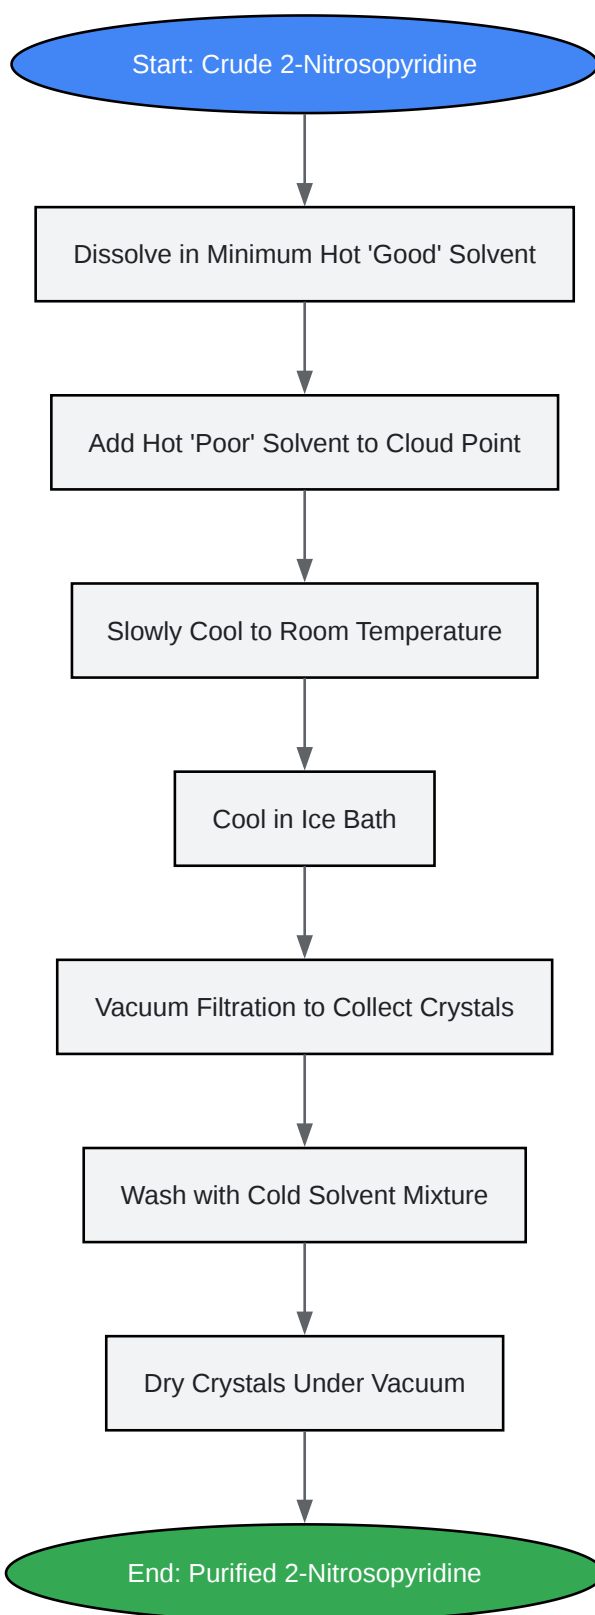 Start: Crude 2-Nitrosopyridine
Dissolve in Minimum Hot 'Good' Solvent
Add Hot 'Poor' Solvent to Cloud Point
Slowly Cool to Room Temperature
Cool in Ice Bath
Vacuum Filtration to Collect Crystals
Wash with Cold Solvent Mixture
Dry Crystals Under Vacuum
End: Purified 2-Nitrosopyridine